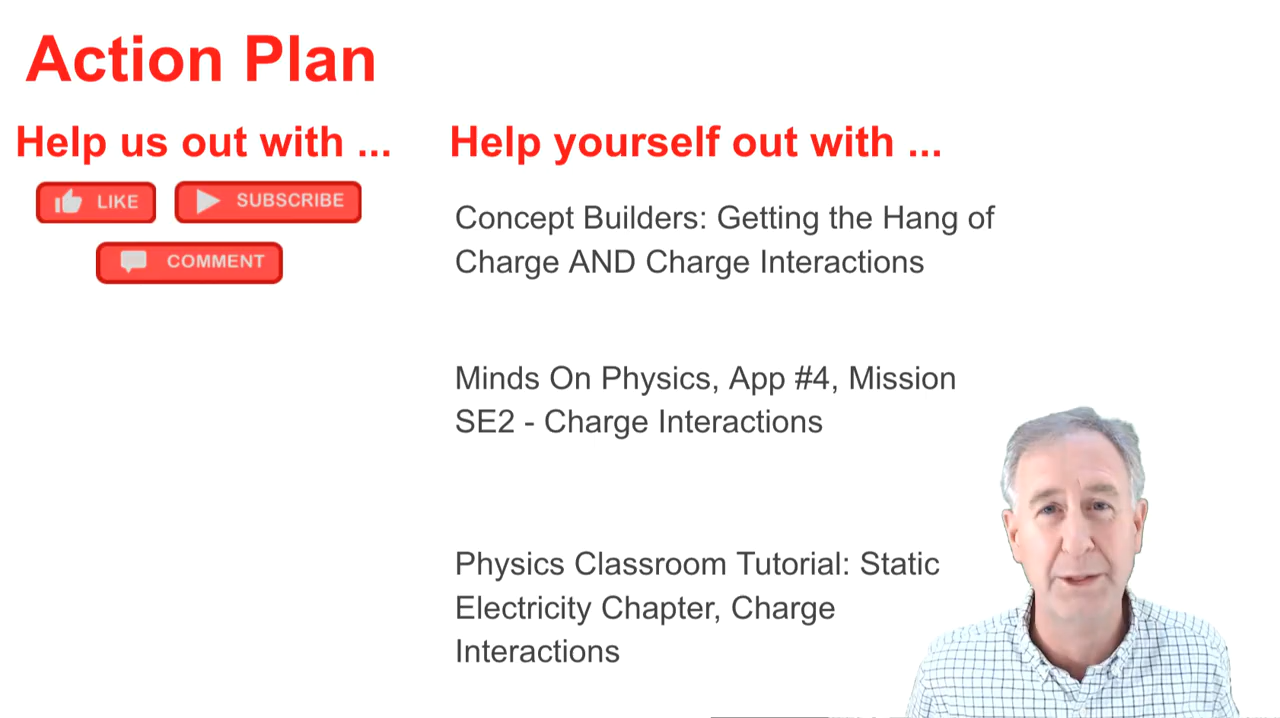 Action Plan
Help us out with ...
LIKE
SUBSCRIBE
COMMENT
Help yourself out with ...
Concept Builders: Getting the Hang of
Charge AND Charge Interactions
Minds On Physics, App #4, Mission
SE2 - Charge Interactions
Physics Classroom Tutorial: Static
Electricity Chapter, Charge
Interactions